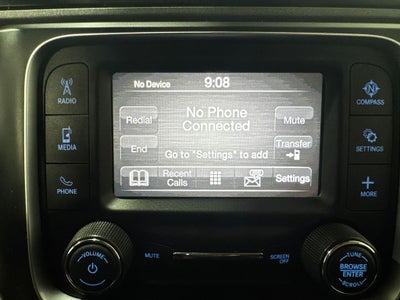 No Device 9:08
RADIO
COMPASS
N
No Phone
Connected
Redial
Mute
MEDIA
SETTINGS
End
Transfer
Go to "Settings" to add
PHONE
MORE
Recent
Calls
Settings
VOLUME
MUTE
SCREEN
OFF
TUNE
BROWSE
ENTER
SCROLL